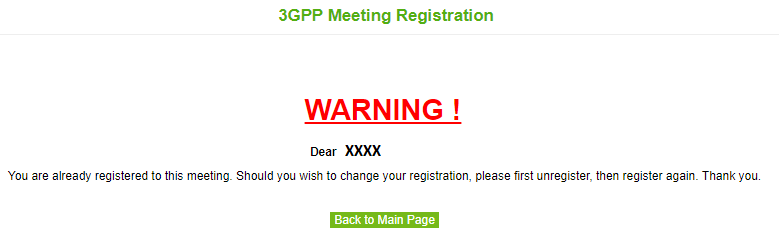 3GPP Meeting Registration
WARNING !
Dear XXXX
You are already registered to this meeting. Should you wish to change your registration, please first unregister, then register again. Thank you.
Back to Main Page